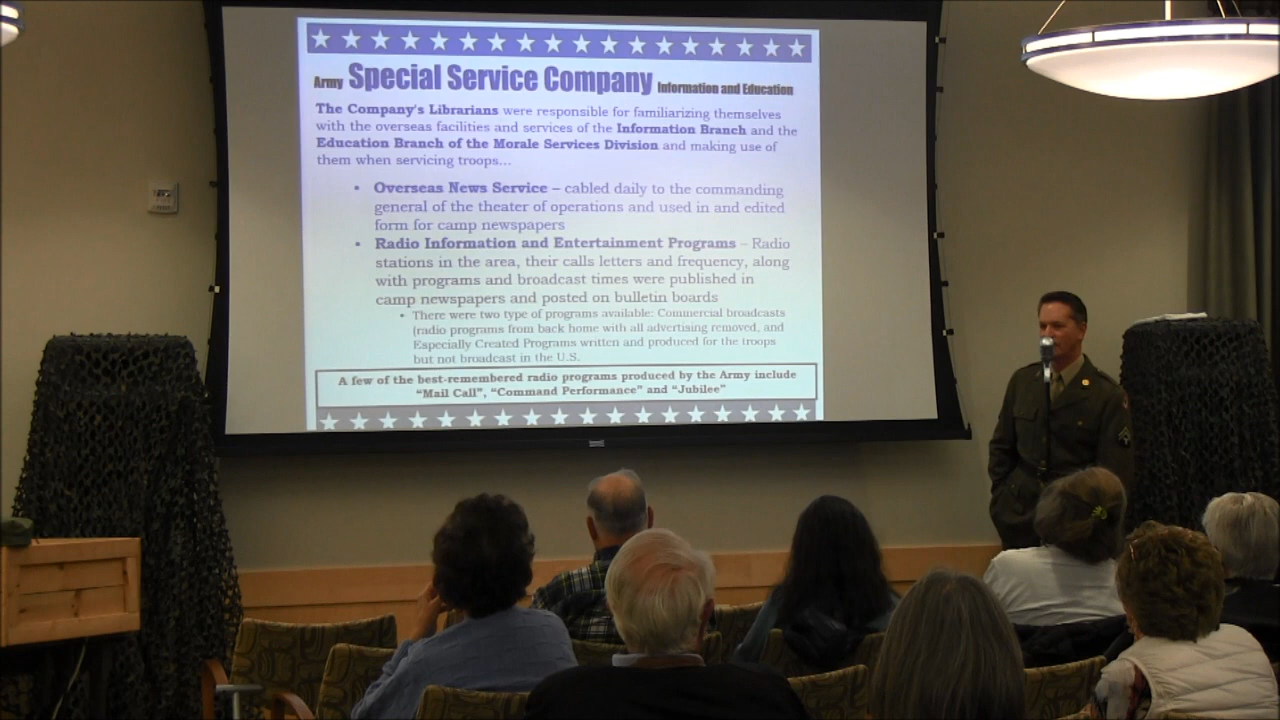 Army Special Service Company Information and Education
The Company's Librarians were responsible for familiarizing themselves
with the overseas facilities and services of the Information Branch and the
Education Branch of the Morale Services Division and making use of
them when servicing troops...
• Overseas News Service – cabled daily to the commanding
general of the theater of operations and used in and edited
form for camp newspapers
• Radio Information and Entertainment Programs – Radio
stations in the area, their calls letters and frequency, along
with programs and broadcast times were published in
camp newspapers and posted on bulletin boards
• There were two type of programs available: Commercial broadcasts
(radio programs from back home with all advertising removed, and
Especially Created Programs written and produced for the troops
but not broadcast in the U.S.
A few of the best-remembered radio programs produced by the Army include
“Mail Call”, “Command Performance” and “Jubilee”